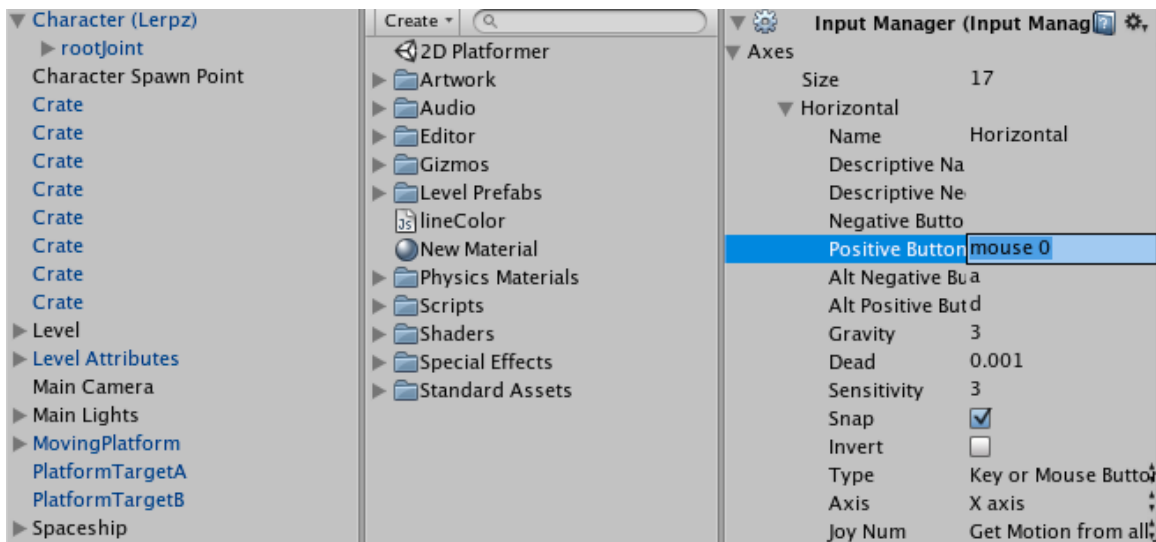 Character (Lerpz)
rootJoint
Character Spawn Point
Crate
Crate
Crate
Crate
Crate
Crate
Crate
Crate
Level
Level Attributes
Main Camera
Main Lights
MovingPlatform
PlatformTargetA
PlatformTargetB
Spaceship
Create
2D Platformer
Artwork
Audio
Editor
Gizmos
Level Prefabs
JS lineColor
New Material
Physics Materials
Scripts
Shaders
Special Effects
Standard Assets
Input Manager (Input Manag
Axes
Size 17
Horizontal
Name Horizontal
Descriptive Na
Descriptive Ne
Negative Butto
Positive Button mouse 0
Alt Negative Bu a
Alt Positive But d
Gravity 3
Dead 0.001
Sensitivity 3
Snap
Invert
Type Key or Mouse Button
Axis X axis
Joy Num Get Motion from all